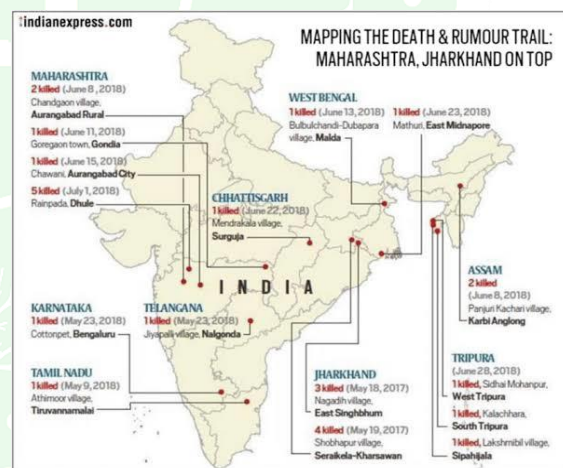 indianexpress.com
MAPPING THE DEATH & RUMOUR TRAIL:
MAHARASHTRA, JHARKHAND ON TOP
MAHARASHTRA
2 killed (June 8, 2018)
Chandgaon village,
Aurangabad Rural
1 killed (June 11, 2018)
Goregaon town, Gondia
1 killed (June 15, 2018)
Chawani, Aurangabad City
5 killed (July 1, 2018)
Rainpada, Dhule
WEST BENGAL
1 killed (June 13, 2018)
Bulbulchandi-Dubapara
village, Malda
1 killed (June 23, 2018)
Mathuri, East Midnapore
CHHATTISGARH
1 killed (June 22, 2018)
Mendrakala village,
Surguja
INDIA
ASSAM
2 killed
(June 8, 2018)
Panjuri Kachari village,
Karbi Anglong
KARNATAKA
1 killed (May 23, 2018)
Cottonpet, Bengaluru
TELANGANA
1 killed (May 23, 2018)
Jiyapalli village, Nalgonda
TAMIL NADU
1 killed (May 9, 2018)
Athimoor village,
Tiruvannamalai
JHARKHAND
3 killed (May 18, 2017)
Nagadih village,
East Singhbhum
4 killed (May 19, 2017)
Shobhapur village,
Seraikela-Kharsawan
TRIPURA
(June 28, 2018)
1 killed, Sidhai Mohanpur,
West Tripura
1 killed, Kalachhara,
South Tripura
1 killed, Lakshmibil village,
Sipahijala